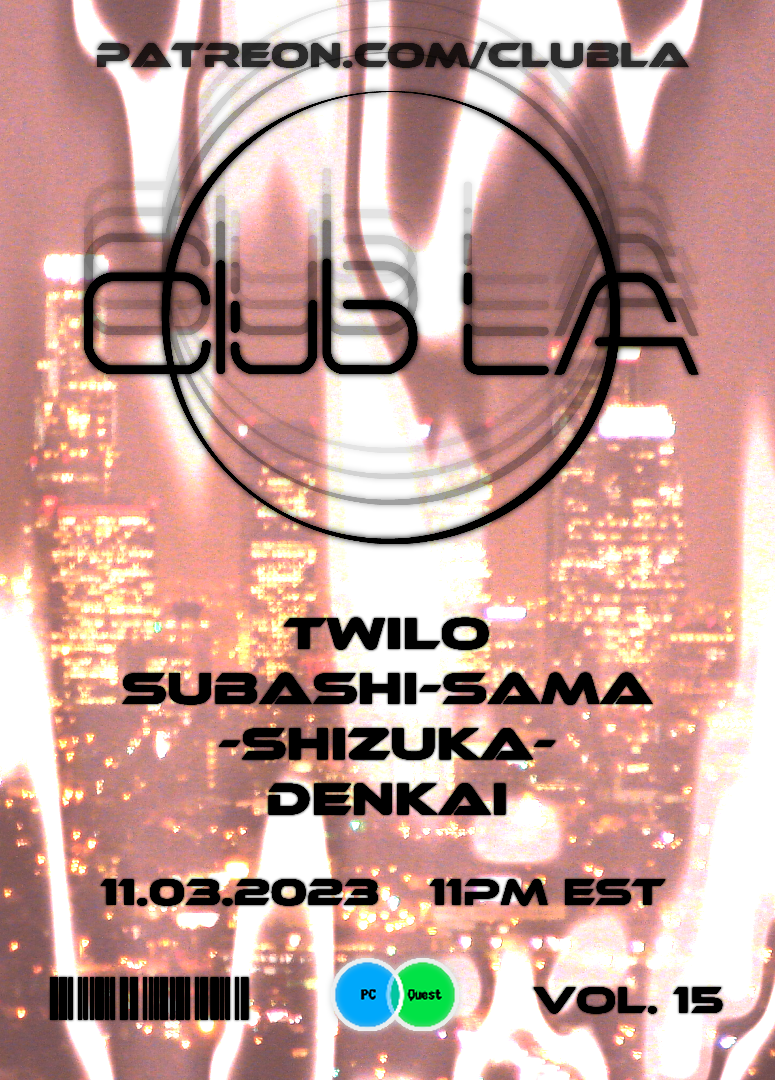 PATREON.COM/CLUBLA
Club LA
TWILO
SUBASHI-SAMA
-SHIZUKA-
DENKAI
11.03.2023 11PM EST
PC Quest
VOL. 15